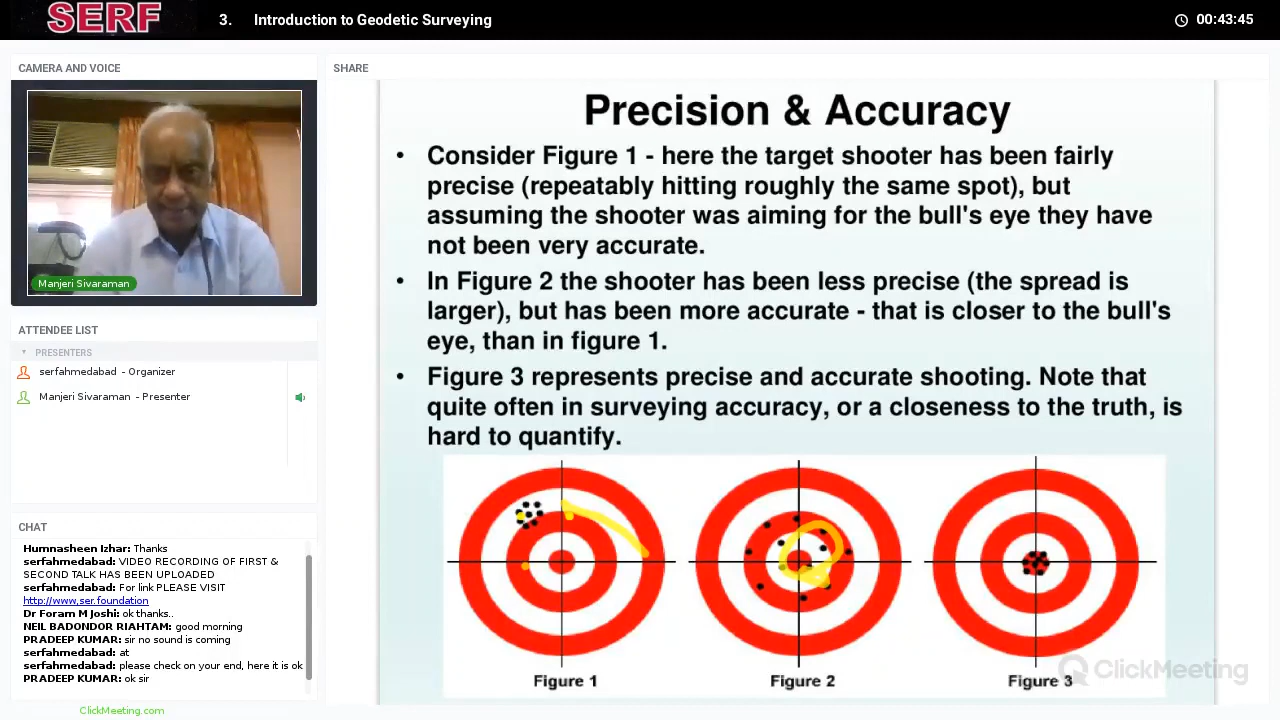 SERF
3. Introduction to Geodetic Surveying
00:43:45
CAMERA AND VOICE
Manjeri Sivaraman
ATTENDEE LIST
PRESENTERS
serfahmedabad - Organizer
Manjeri Sivaraman - Presenter
CHAT
Humnasheen Izhar: Thanks
serfahmedabad: VIDEO RECORDING OF FIRST &
SECOND TALK HAS BEEN UPLOADED
serfahmedabad: For link PLEASE VISIT
http://www.ser.foundation
Dr Foram M Joshi: ok thanks..
NEIL BADONDOR RIAHTAM: good morning
PRADEEP KUMAR: sir no sound is coming
serfahmedabad: at
serfahmedabad: please check on your end, here it is ok
PRADEEP KUMAR: ok sir
ClickMeeting.com
SHARE
Precision & Accuracy
• Consider Figure 1 - here the target shooter has been fairly
precise (repeatably hitting roughly the same spot), but
assuming the shooter was aiming for the bull's eye they have
not been very accurate.
• In Figure 2 the shooter has been less precise (the spread is
larger), but has been more accurate - that is closer to the bull's
eye, than in figure 1.
• Figure 3 represents precise and accurate shooting. Note that
quite often in surveying accuracy, or a closeness to the truth, is
hard to quantify.
Figure 1
Figure 2
Figure 3
ClickMeeting